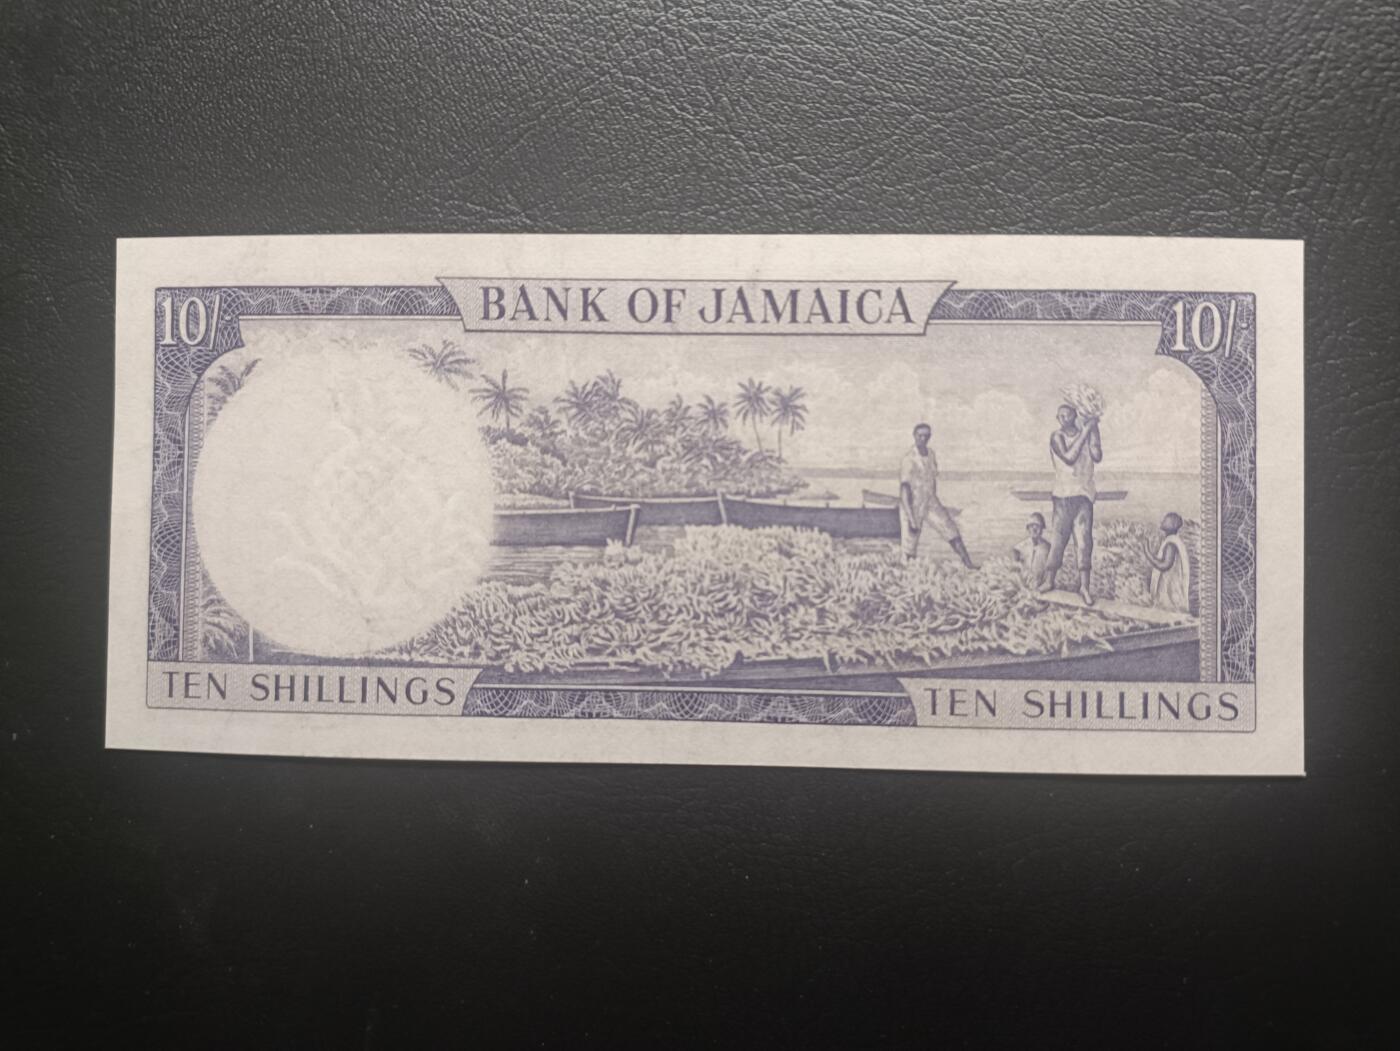 BANK OF JAMAICA
10/-
10/-
TEN SHILLINGS
TEN SHILLINGS